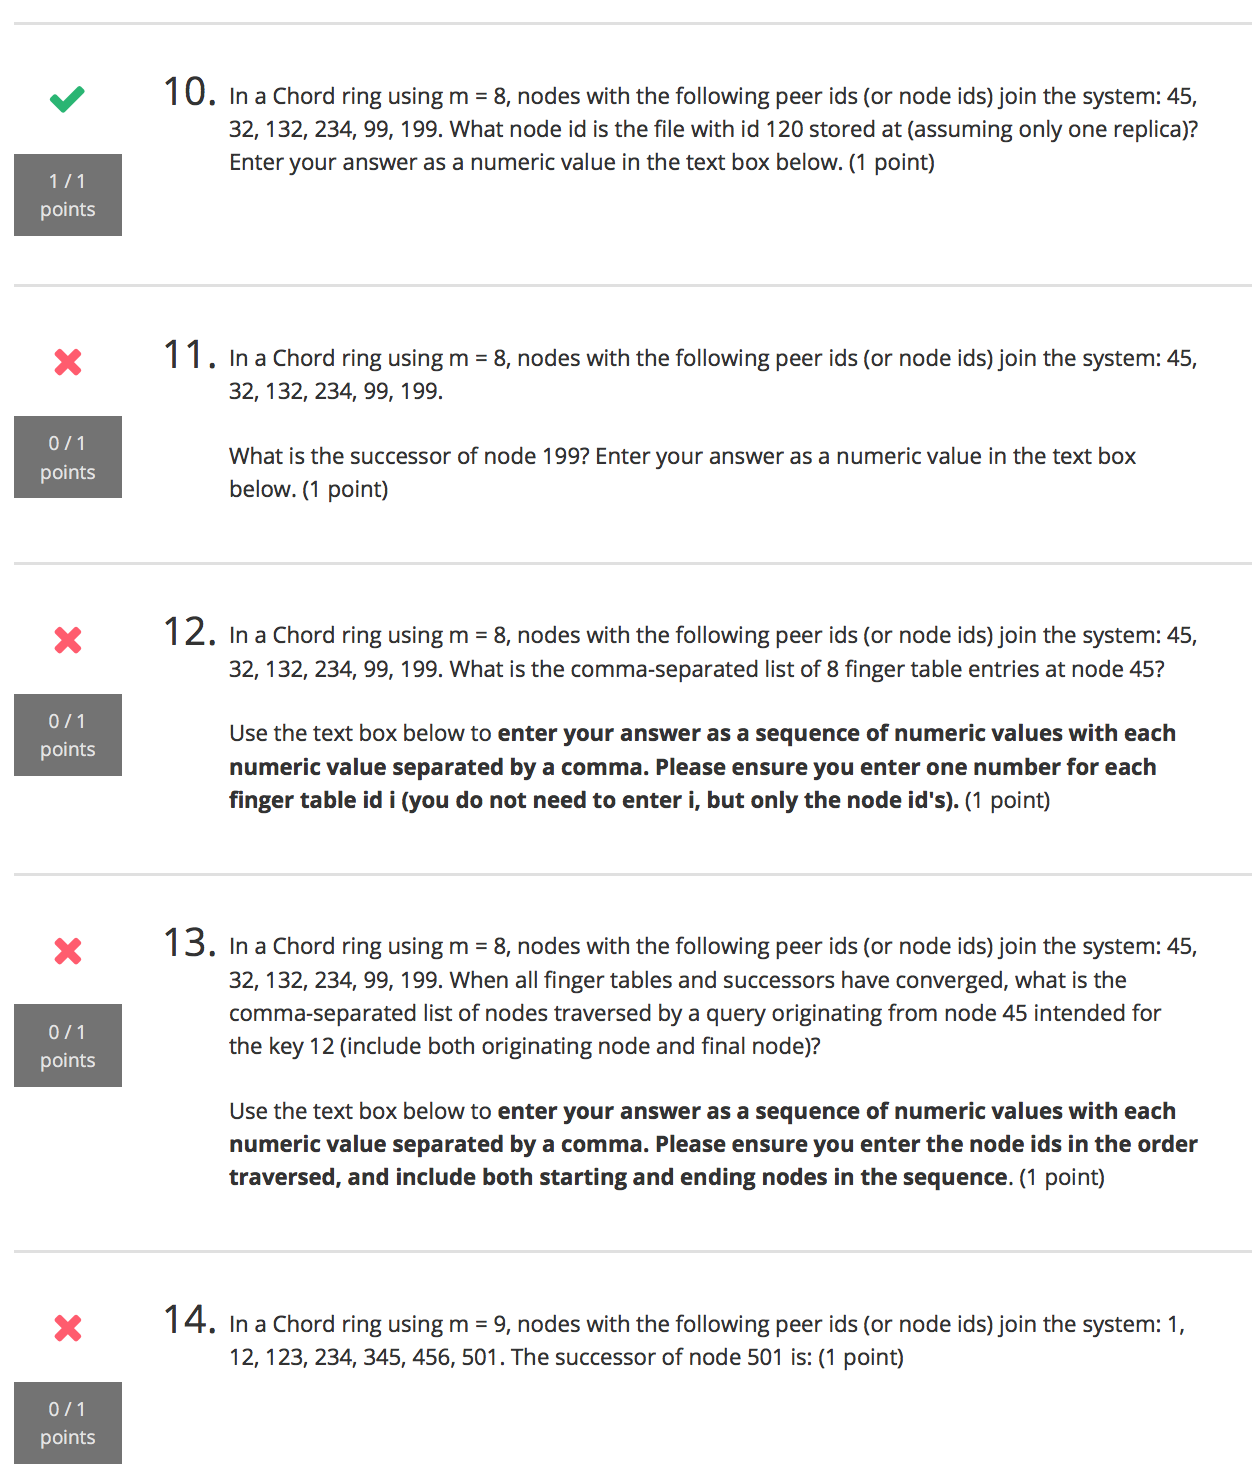 10. In a Chord ring using m = 8, nodes with the following peer ids (or node ids) join the system: 45,
32, 132, 234, 99, 199. What node id is the file with id 120 stored at (assuming only one replica)?
Enter your answer as a numeric value in the text box below. (1 point)
1 / 1
points
11. In a Chord ring using m = 8, nodes with the following peer ids (or node ids) join the system: 45,
32, 132, 234, 99, 199.
0 / 1
points
What is the successor of node 199? Enter your answer as a numeric value in the text box
below. (1 point)
12. In a Chord ring using m = 8, nodes with the following peer ids (or node ids) join the system: 45,
32, 132, 234, 99, 199. What is the comma-separated list of 8 finger table entries at node 45?
0 / 1
points
Use the text box below to enter your answer as a sequence of numeric values with each
numeric value separated by a comma. Please ensure you enter one number for each
finger table id i (you do not need to enter i, but only the node id's). (1 point)
13. In a Chord ring using m = 8, nodes with the following peer ids (or node ids) join the system: 45,
32, 132, 234, 99, 199. When all finger tables and successors have converged, what is the
comma-separated list of nodes traversed by a query originating from node 45 intended for
the key 12 (include both originating node and final node)?
0 / 1
points
Use the text box below to enter your answer as a sequence of numeric values with each
numeric value separated by a comma. Please ensure you enter the node ids in the order
traversed, and include both starting and ending nodes in the sequence. (1 point)
14. In a Chord ring using m = 9, nodes with the following peer ids (or node ids) join the system: 1,
12, 123, 234, 345, 456, 501. The successor of node 501 is: (1 point)
0 / 1
points